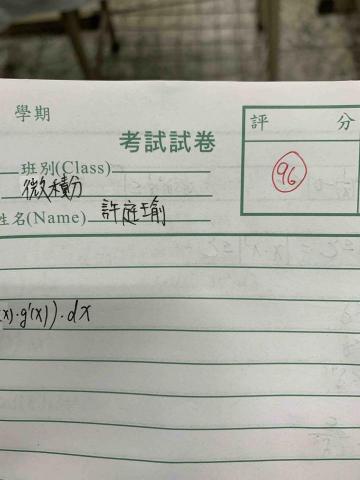 學期
考試試卷
評 分
96
班別(Class)
微積分
姓名(Name) 許庭瑜
(x)·g'(x))·dx